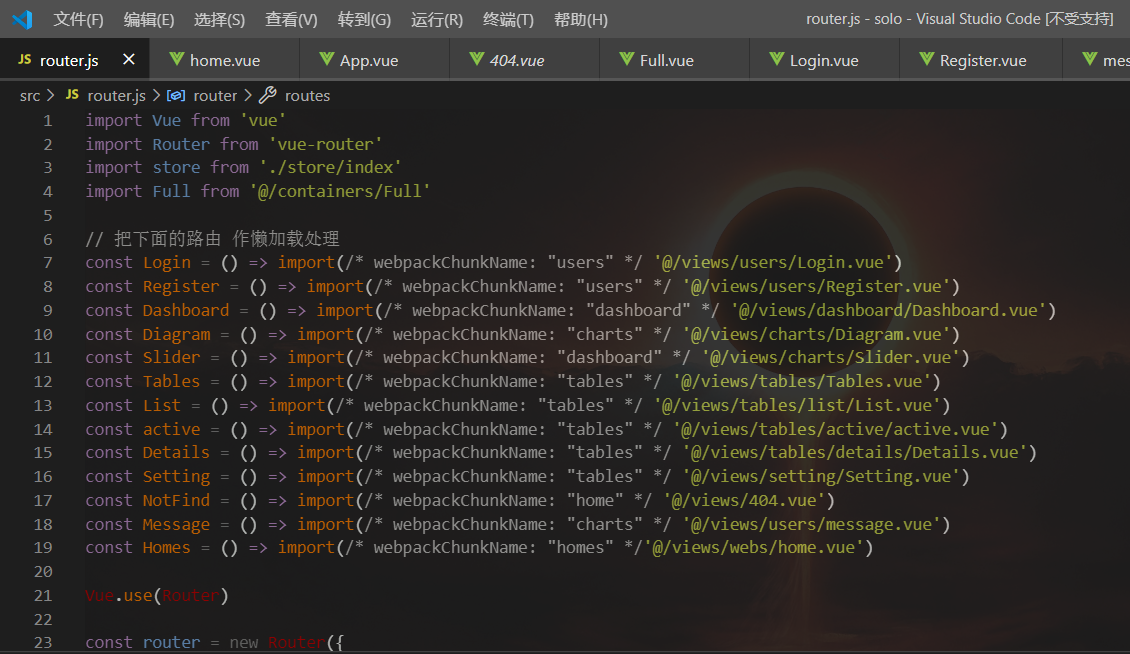 文件(F) 编辑(E) 选择(S) 查看(V) 转到(G) 运行(R) 终端(T) 帮助(H) router.js - solo - Visual Studio Code [不受支持]
JS router.js × home.vue App.vue 404.vue Full.vue Login.vue Register.vue mes
src > JS router.js > router > routes
1 import Vue from 'vue'
2 import Router from 'vue-router'
3 import store from './store/index'
4 import Full from '@/containers/Full'
5
6 // 把下面的路由 作懒加载处理
7 const Login = () => import(/* webpackChunkName: "users" */ '@/views/users/Login.vue')
8 const Register = () => import(/* webpackChunkName: "users" */ '@/views/users/Register.vue')
9 const Dashboard = () => import(/* webpackChunkName: "dashboard" */ '@/views/dashboard/Dashboard.vue')
10 const Diagram = () => import(/* webpackChunkName: "charts" */ '@/views/charts/Diagram.vue')
11 const Slider = () => import(/* webpackChunkName: "dashboard" */ '@/views/charts/Slider.vue')
12 const Tables = () => import(/* webpackChunkName: "tables" */ '@/views/tables/Tables.vue')
13 const List = () => import(/* webpackChunkName: "tables" */ '@/views/tables/list/List.vue')
14 const active = () => import(/* webpackChunkName: "tables" */ '@/views/tables/active/active.vue')
15 const Details = () => import(/* webpackChunkName: "tables" */ '@/views/tables/details/Details.vue')
16 const Setting = () => import(/* webpackChunkName: "tables" */ '@/views/setting/Setting.vue')
17 const NotFind = () => import(/* webpackChunkName: "home" */ '@/views/404.vue')
18 const Message = () => import(/* webpackChunkName: "charts" */ '@/views/users/message.vue')
19 const Homes = () => import(/* webpackChunkName: "homes" */'@/views/webs/home.vue')
20
21 Vue.use(Router)
22
23 const router = new Router({